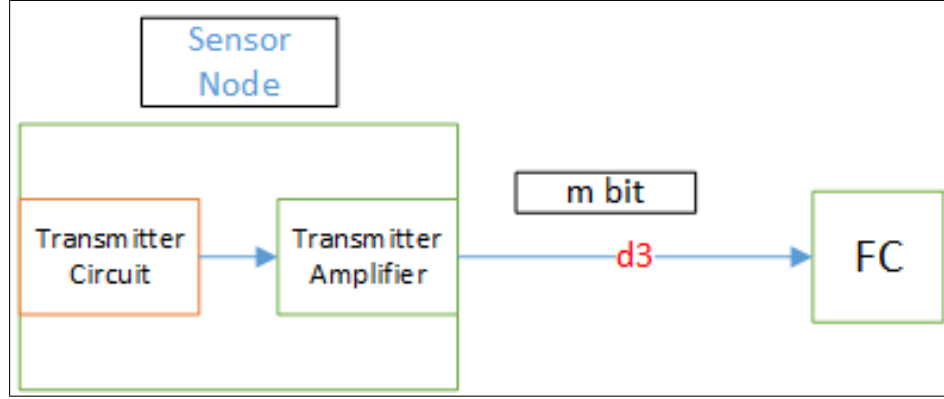 Sensor
Node
m bit
Transmitter
Circuit
Transmitter
Amplifier
d3
FC